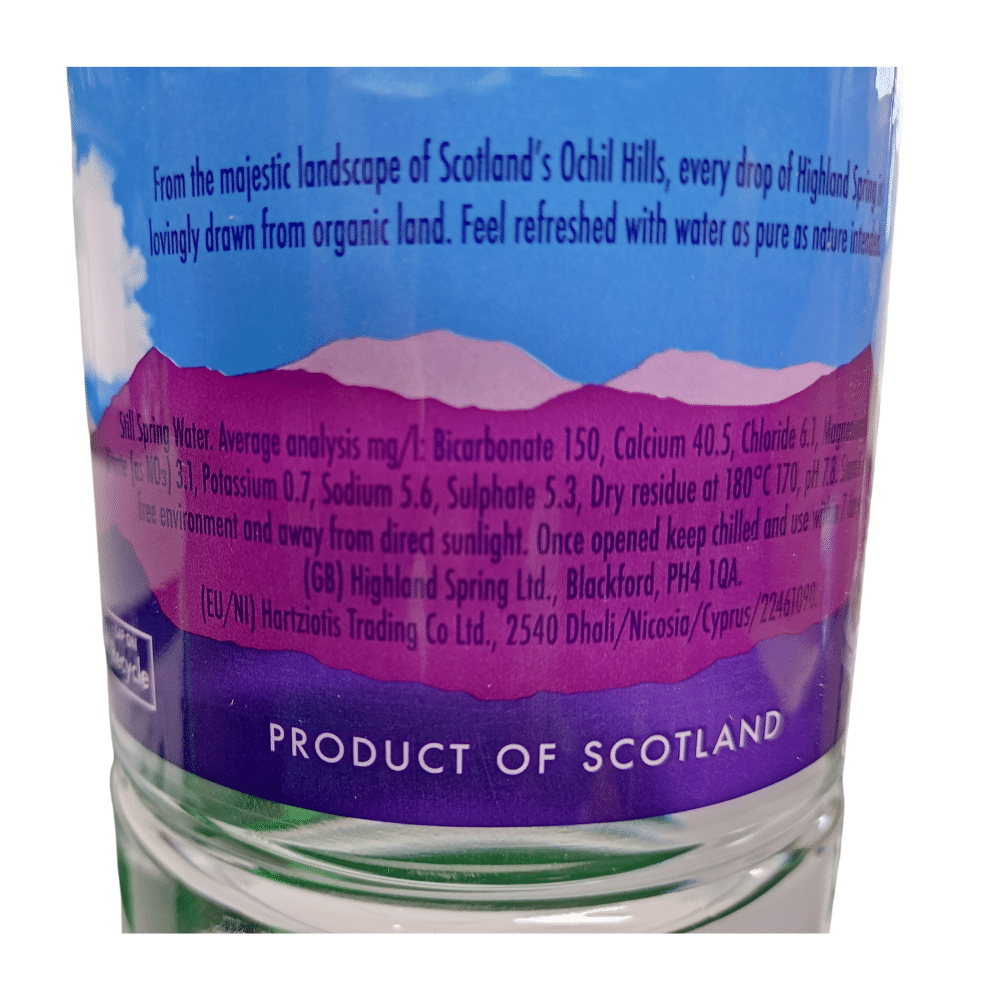 From the majestic landscape of Scotland's Ochil Hills, every drop of Highland Spring is
lovingly drawn from organic land. Feel refreshed with water as pure as nature intended.
Still Spring Water. Average analysis mg/l: Bicarbonate 150, Calcium 40.5, Chloride 6.1,
(as NO₃) 3.1, Potassium 0.7, Sodium 5.6, Sulphate 5.3, Dry residue at 180°C 170, pH 7.8.
free environment and away from direct sunlight. Once opened keep chilled and use within 7
(GB) Highland Spring Ltd., Blackford, PH4 1QA.
(EU/NI) Hartziotis Trading Co Ltd., 2540 Dhali/Nicosia/Cyprus/22461090.
CAP ON
Recycle
PRODUCT OF SCOTLAND